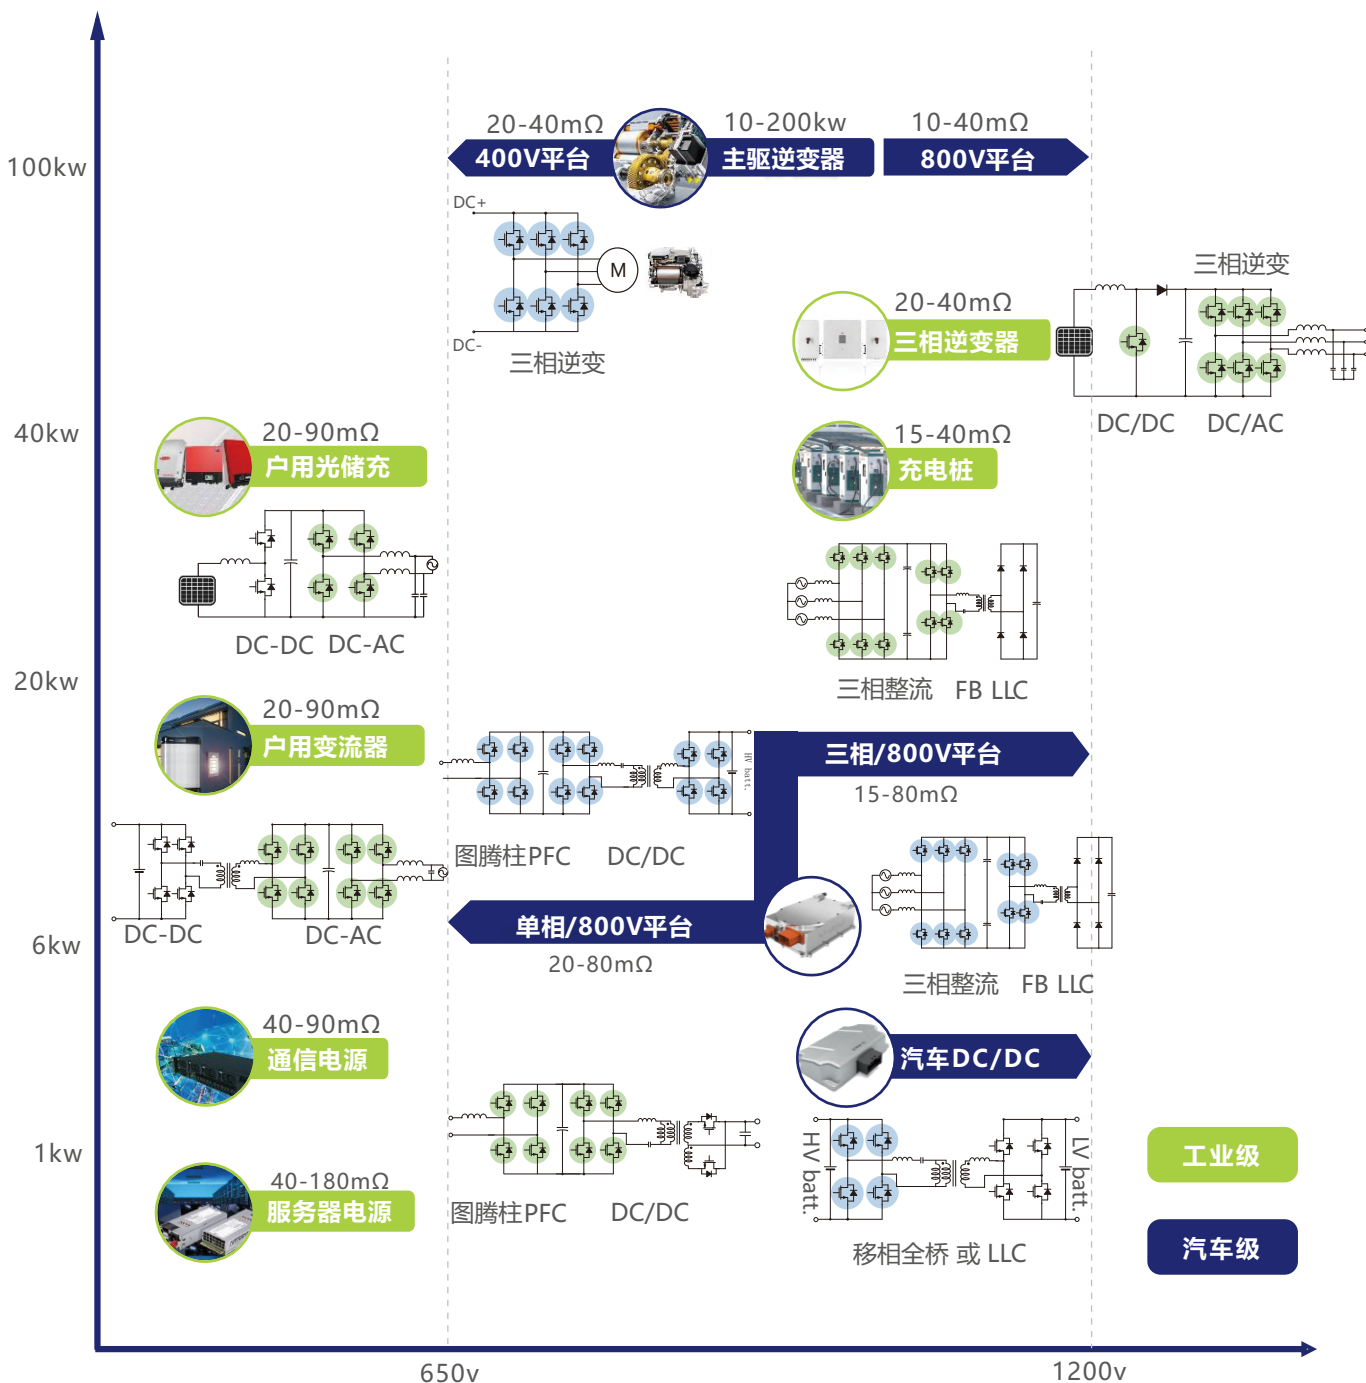 20-40mΩ
10-200kw
10-40mΩ
400V平台
主驱逆变器
800V平台
100kw
DC+
M
DC-
三相逆变
三相逆变
20-40mΩ
三相逆变器
DC/DC
DC/AC
40kw
20-90mΩ
户用光储充
15-40mΩ
充电桩
DC-DC
DC-AC
三相整流
FB LLC
20kw
20-90mΩ
户用变流器
HV batt.
三相/800V平台
15-80mΩ
图腾柱PFC
DC/DC
DC-DC
DC-AC
单相/800V平台
20-80mΩ
6kw
三相整流
FB LLC
40-90mΩ
通信电源
汽车DC/DC
HV batt.
LV batt.
1kw
40-180mΩ
服务器电源
图腾柱PFC
DC/DC
移相全桥 或 LLC
工业级
汽车级
650v
1200v